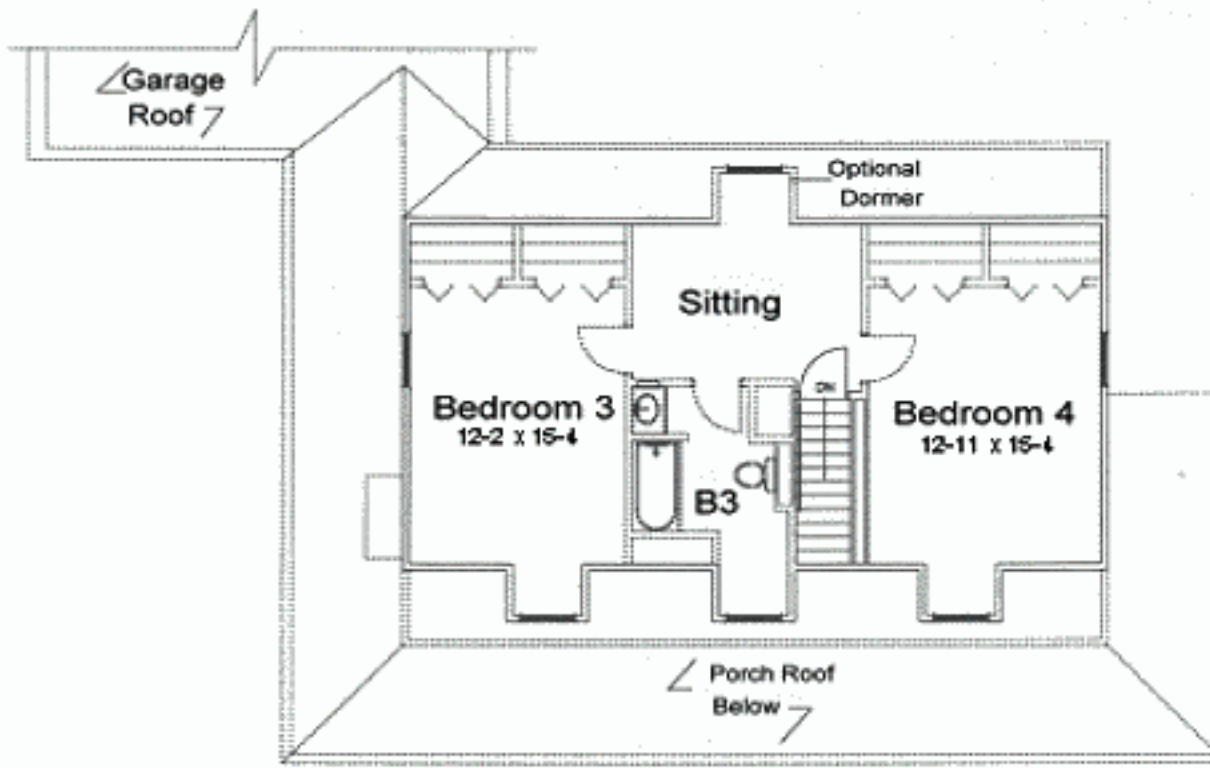 Garage
Roof
Optional
Dormer
Sitting
DN
Bedroom 3
12-2 x 15-4
Bedroom 4
12-11 x 15-4
B3
Porch Roof
Below